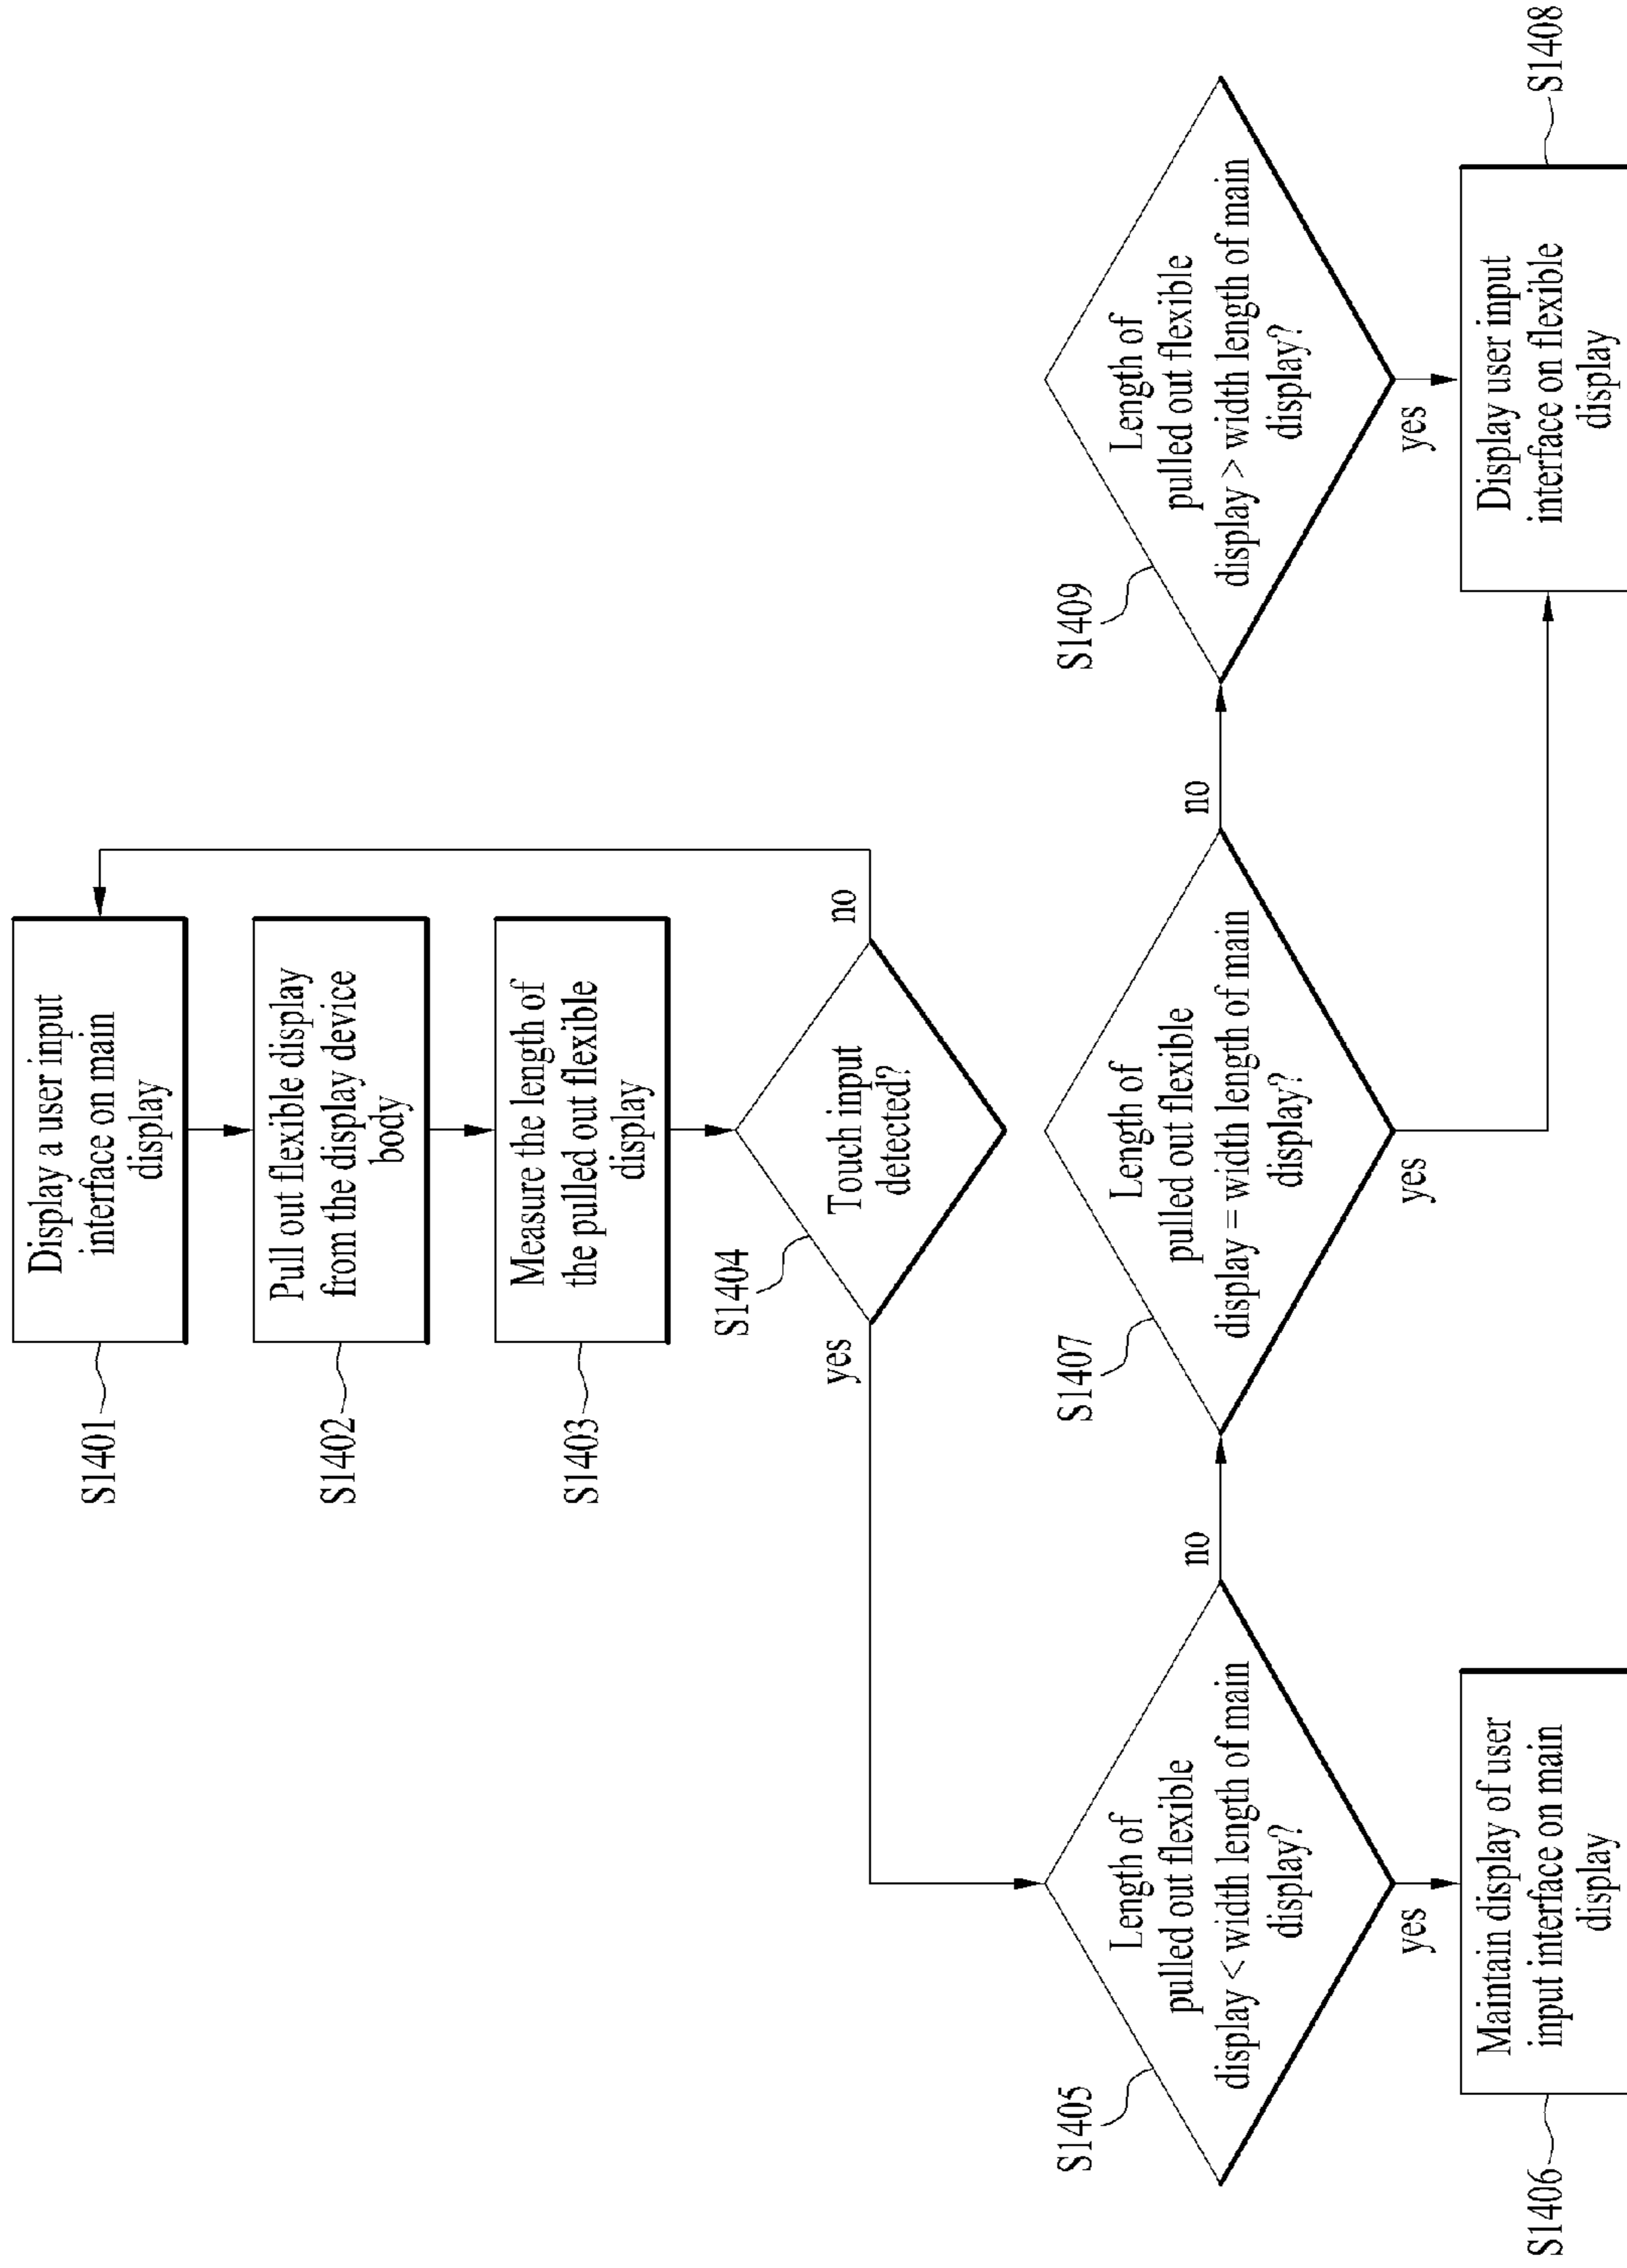 S1401
Display a user input
interface on main
display
S1402
Pull out flexible display
from the display device
body
S1403
Measure the length of
the pulled out flexible
display
S1404
Touch input
detected?
yes
no
S1405
Length of
pulled out flexible
display < width length of main
display?
no
yes
S1407
Length of
pulled out flexible
display = width length of main
display?
no
yes
S1409
Length of
pulled out flexible
display > width length of main
display?
yes
S1406
Maintain display of user
input interface on main
display
Display user input
interface on flexible
display
S1408